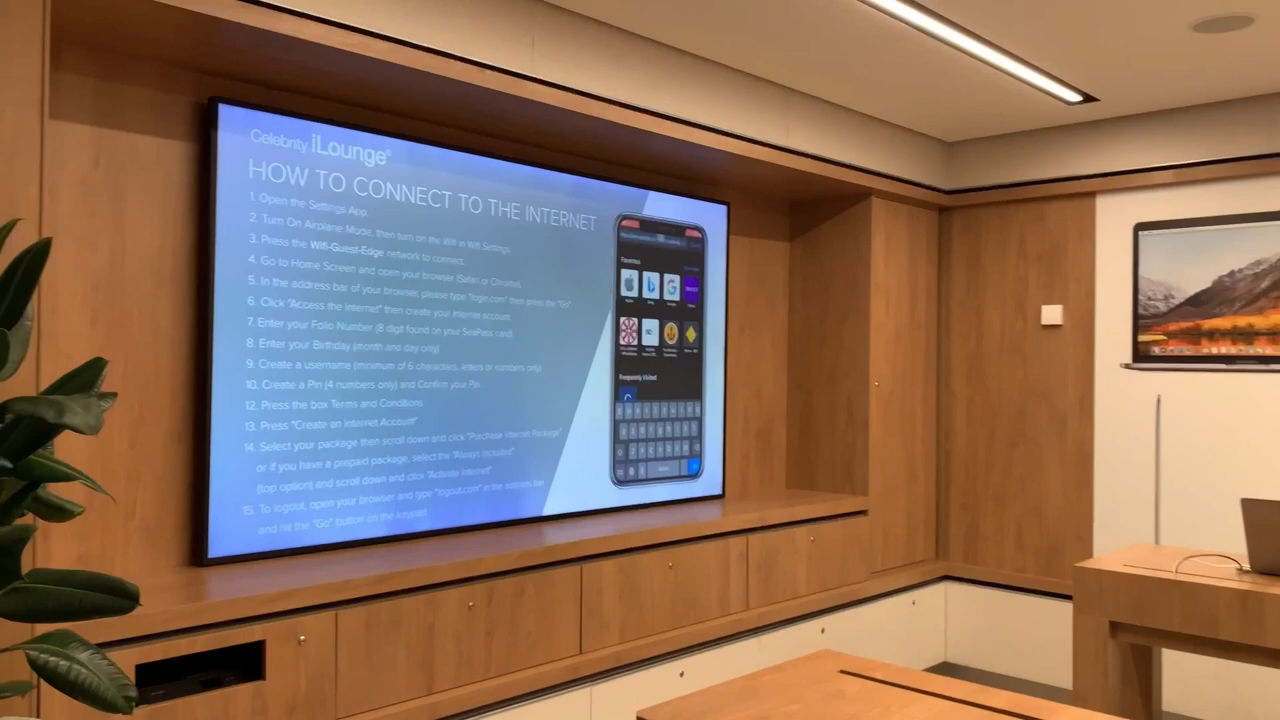 Celebrity iLounge®
HOW TO CONNECT TO THE INTERNET
1. Open the Settings App.
2. Turn On Airplane Mode, then turn on the Wifi in Wifi Settings.
3. Press the Wifi-Guest-Edge network to connect.
4. Go to Home Screen and open your browser (Safari or Chrome).
5. In the address bar of your browser, please type "login.com" then press the "Go"
6. Click "Access the Internet" then create your Internet account.
7. Enter your Folio Number (8 digit found on your SeaPass card)
8. Enter your Birthday (month and day only)
9. Create a username (minimum of 6 characters, letters or numbers only)
10. Create a Pin (4 numbers only) and Confirm your Pin
12. Press the box Terms and Conditions
13. Press "Create an Internet Account"
14. Select your package then scroll down and click "Purchase Internet Package"
or if you have a prepaid package, select the "Always Included"
(top option) and scroll down and click "Activate Internet"
15. To logout, open your browser and type "logout.com" in the address bar
and hit the "Go" button on the keypad.
Favorites
Frequently Visited